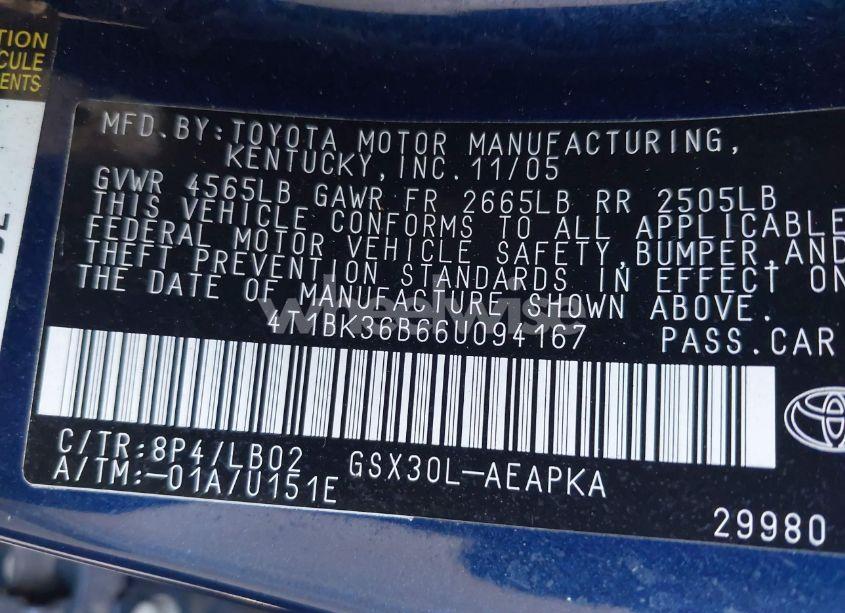 TION
CULE
ENTS
MFD. BY: TOYOTA MOTOR MANUFACTURING,
KENTUCKY, INC. 11/05
GVWR 4565LB GAWR FR 2665LB RR 2505LB
THIS VEHICLE CONFORMS TO ALL APPLICABLE
FEDERAL MOTOR VEHICLE SAFETY, BUMPER, AND
THEFT PREVENTION STANDARDS IN EFFECT ON
THE DATE OF MANUFACTURE SHOWN ABOVE.
wheelwise
4T1BK36B66U094167 PASS. CAR
C/TR: 8P4/LB02 GSX30L-AEAPKA
A/TM: -01A/U151E
29980